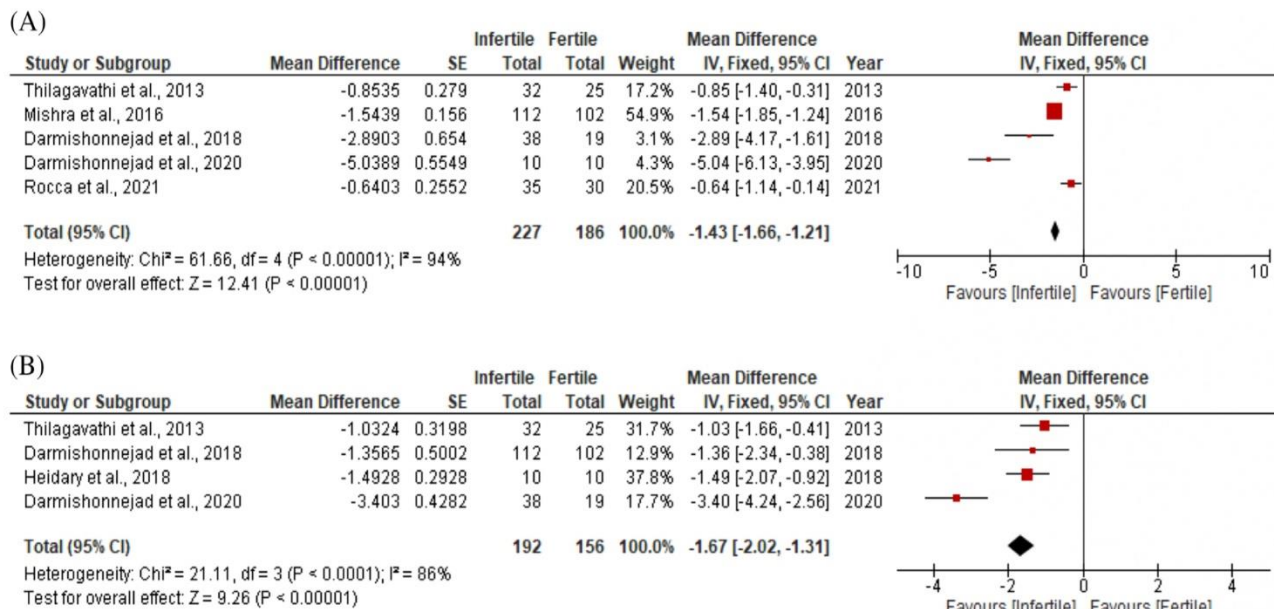 (A)
Infertile Fertile Mean Difference Mean Difference
Study or Subgroup Mean Difference SE Total Total Weight IV, Fixed, 95% CI Year IV, Fixed, 95% CI
Thilagavathi et al., 2013 -0.8535 0.279 32 25 17.2% -0.85 [-1.40, -0.31] 2013
Mishra et al., 2016 -1.5439 0.156 112 102 54.9% -1.54 [-1.85, -1.24] 2016
Darmishonnejad et al., 2018 -2.8903 0.654 38 19 3.1% -2.89 [-4.17, -1.61] 2018
Darmishonnejad et al., 2020 -5.0389 0.5549 10 10 4.3% -5.04 [-6.13, -3.95] 2020
Rocca et al., 2021 -0.6403 0.2552 35 30 20.5% -0.64 [-1.14, -0.14] 2021
Total (95% CI) 227 186 100.0% -1.43 [-1.66, -1.21]
Heterogeneity: Chi² = 61.66, df = 4 (P < 0.00001); I² = 94%
Test for overall effect: Z = 12.41 (P < 0.00001)
-10 -5 0 5 10
Favours [Infertile] Favours [Fertile]
(B)
Infertile Fertile Mean Difference Mean Difference
Study or Subgroup Mean Difference SE Total Total Weight IV, Fixed, 95% CI Year IV, Fixed, 95% CI
Thilagavathi et al., 2013 -1.0324 0.3198 32 25 31.7% -1.03 [-1.66, -0.41] 2013
Darmishonnejad et al., 2018 -1.3565 0.5002 112 102 12.9% -1.36 [-2.34, -0.38] 2018
Heidary et al., 2018 -1.4928 0.2928 10 10 37.8% -1.49 [-2.07, -0.92] 2018
Darmishonnejad et al., 2020 -3.403 0.4282 38 19 17.7% -3.40 [-4.24, -2.56] 2020
Total (95% CI) 192 156 100.0% -1.67 [-2.02, -1.31]
Heterogeneity: Chi² = 21.11, df = 3 (P < 0.0001); I² = 86%
Test for overall effect: Z = 9.26 (P < 0.00001)
-4 -2 0 2 4
Favours [Infertile] Favours [Fertile]